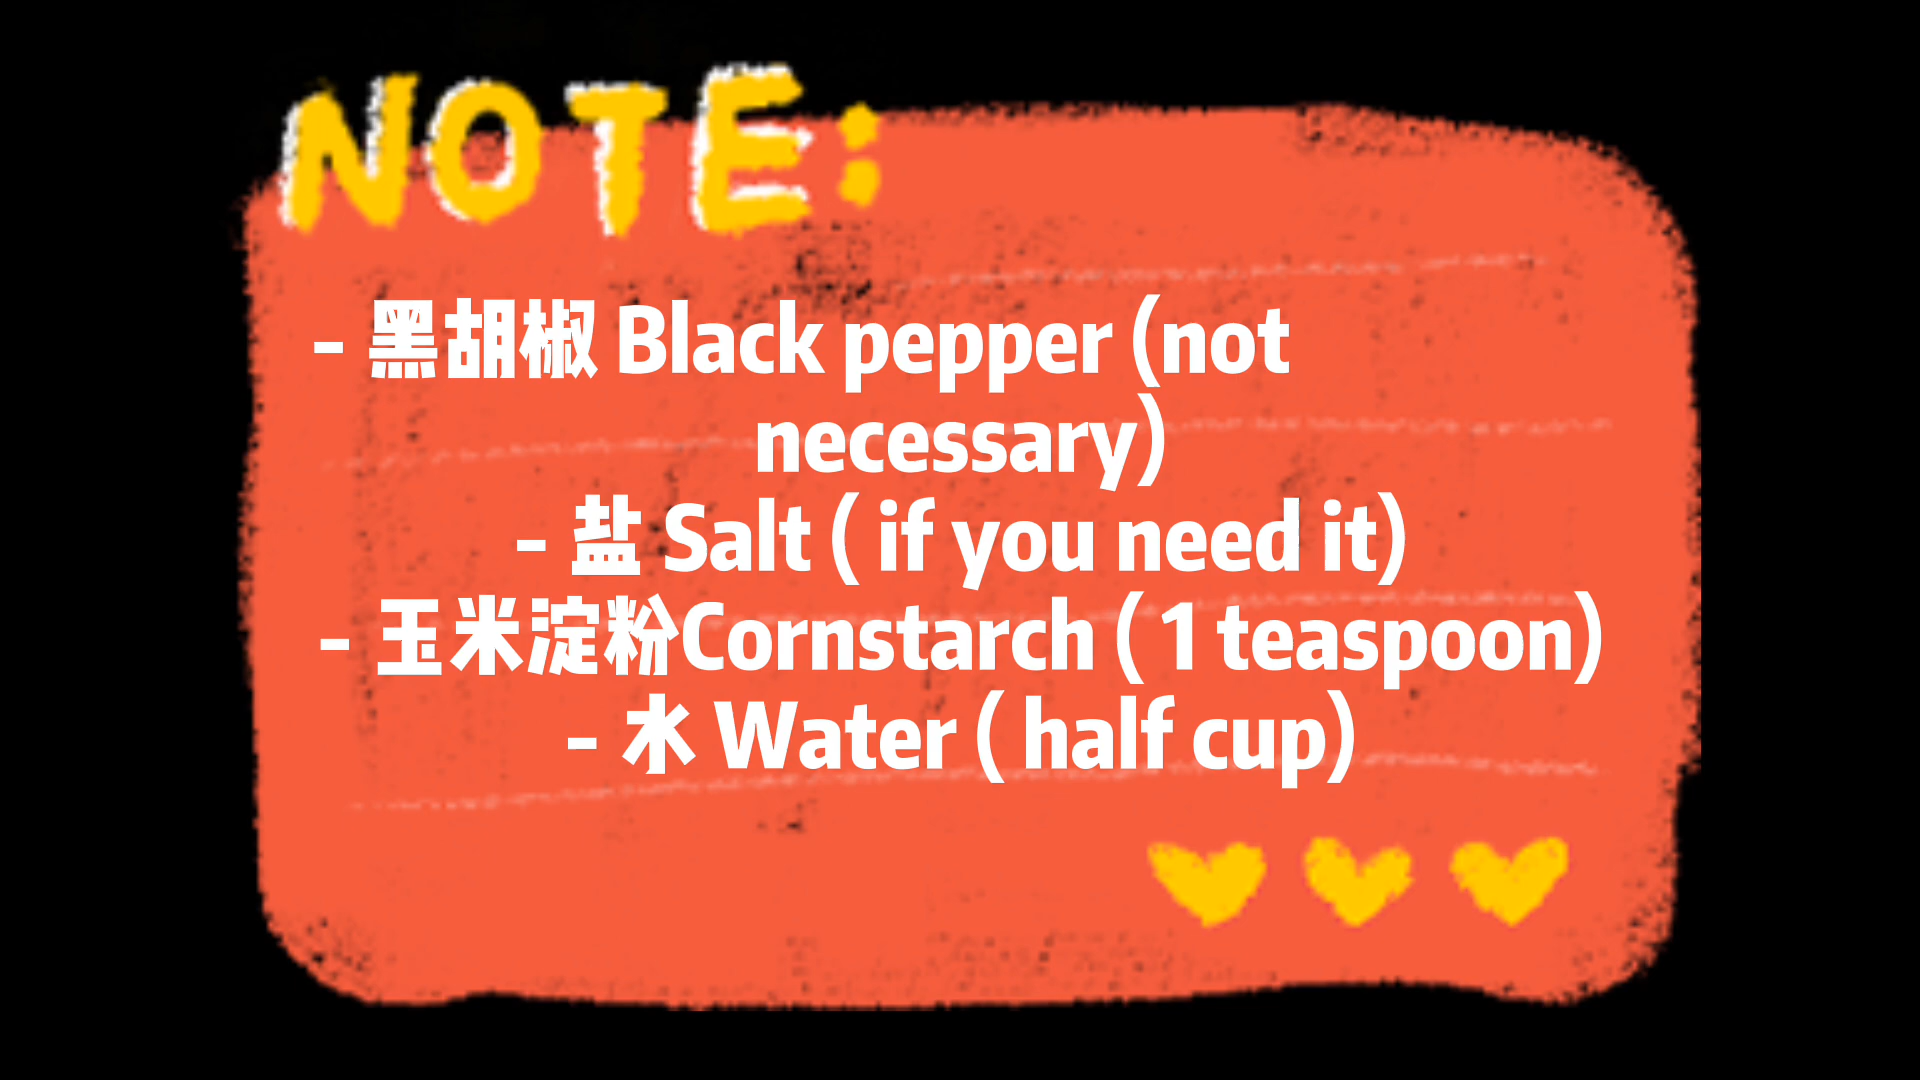 NOTE:
- 黑胡椒 Black pepper (not
necessary)
- 盐 Salt ( if you need it)
- 玉米淀粉Cornstarch ( 1 teaspoon)
- 水 Water ( half cup)